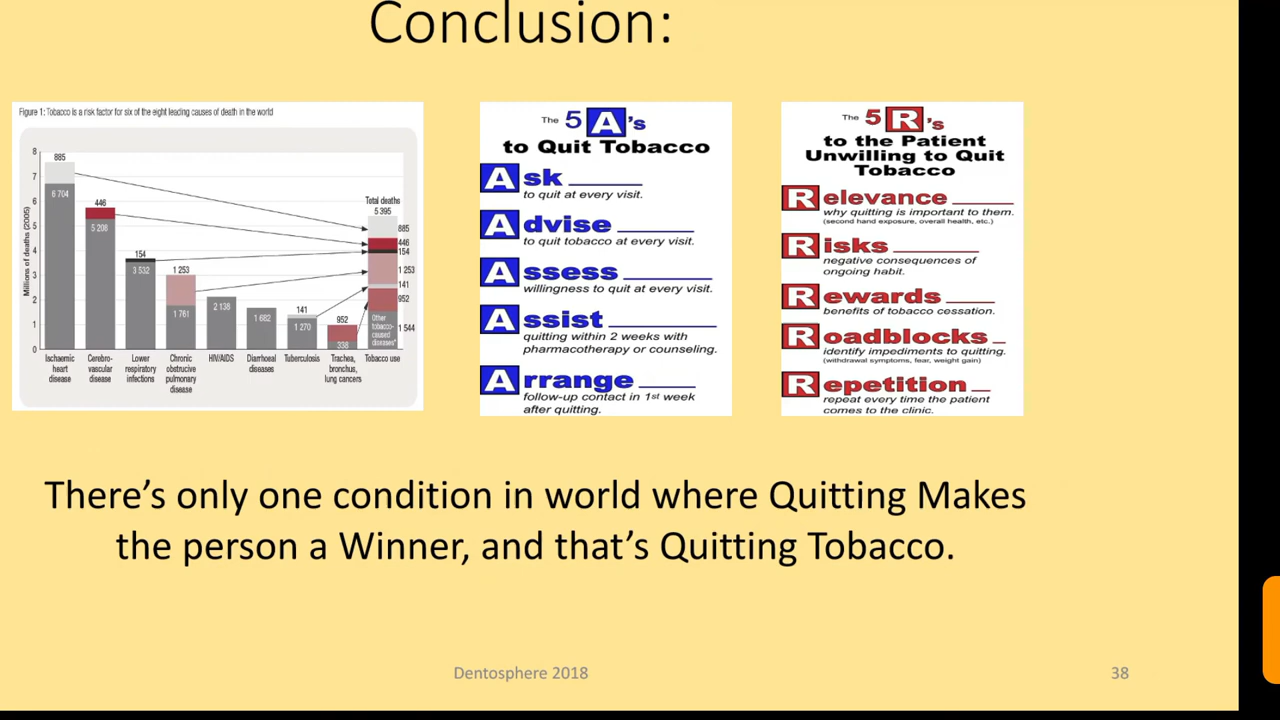 Conclusion:
Figure 1: Tobacco is a risk factor for six of the eight leading causes of death in the world
Millions of deaths (2005)
8
7
6
5
4
3
2
1
0
885
6 704
446
5 208
154
3 532
1 253
1 761
2 138
1 682
141
1 270
952
338
Total deaths
5 395
885
446
154
1 253
141
952
Other
tobacco-
caused
diseases*
1 544
Ischaemic
heart
disease
Cerebro-
vascular
disease
Lower
respiratory
infections
Chronic
obstructive
pulmonary
disease
HIV/AIDS
Diarrhoeal
diseases
Tuberculosis
Trachea,
bronchus,
lung cancers
Tobacco use
The 5 A's
to Quit Tobacco
Ask
to quit at every visit.
Advise
to quit tobacco at every visit.
Assess
willingness to quit at every visit.
Assist
quitting within 2 weeks with
pharmacotherapy or counseling.
Arrange
follow-up contact in 1st week
after quitting.
The 5 R's
to the Patient
Unwilling to Quit
Tobacco
Relevance
why quitting is important to them.
(second hand exposure, overall health, etc.)
Risks
negative consequences of
ongoing habit.
Rewards
benefits of tobacco cessation.
Roadblocks
identify impediments to quitting.
(withdrawal symptoms, fear, weight gain)
Repetition
repeat every time the patient
comes to the clinic.
There's only one condition in world where Quitting Makes
the person a Winner, and that's Quitting Tobacco.
Dentosphere 2018
38